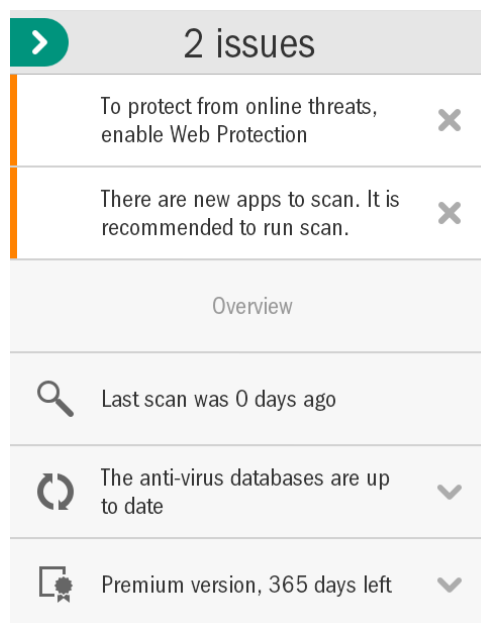 2 issues
To protect from online threats,
enable Web Protection
There are new apps to scan. It is
recommended to run scan.
Overview
Last scan was 0 days ago
The anti-virus databases are up
to date
Premium version, 365 days left